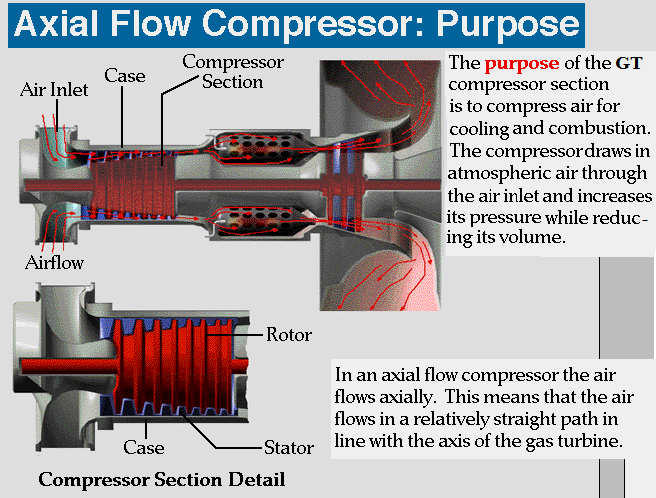 Axial Flow Compressor: Purpose
Compressor
Section
Case
Air Inlet
The purpose of the GT
compressor section
is to compress air for
cooling and combustion.
The compressor draws in
atmospheric air through
the air inlet and increases
its pressure while reduc-
ing its volume.
Airflow
Rotor
Case
Stator
Compressor Section Detail
In an axial flow compressor the air
flows axially. This means that the air
flows in a relatively straight path in
line with the axis of the gas turbine.